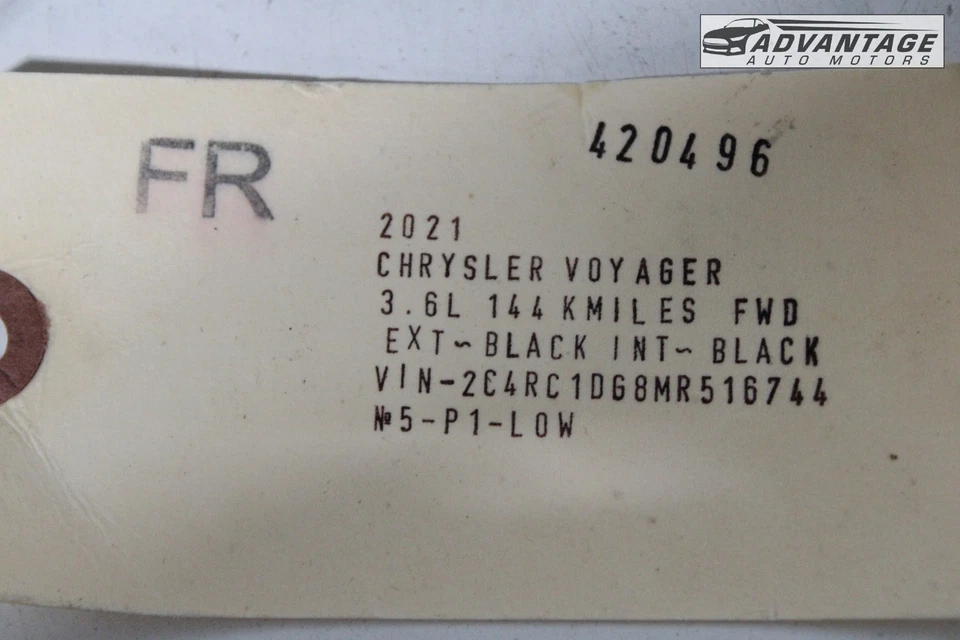 ADVANTAGE
AUTO MOTORS
FR
420496
2021
CHRYSLER VOYAGER
3.6L 144 KMILES FWD
EXT~BLACK INT~ BLACK
VIN-2C4RC1DG8MR516744
№5-P1-LOW